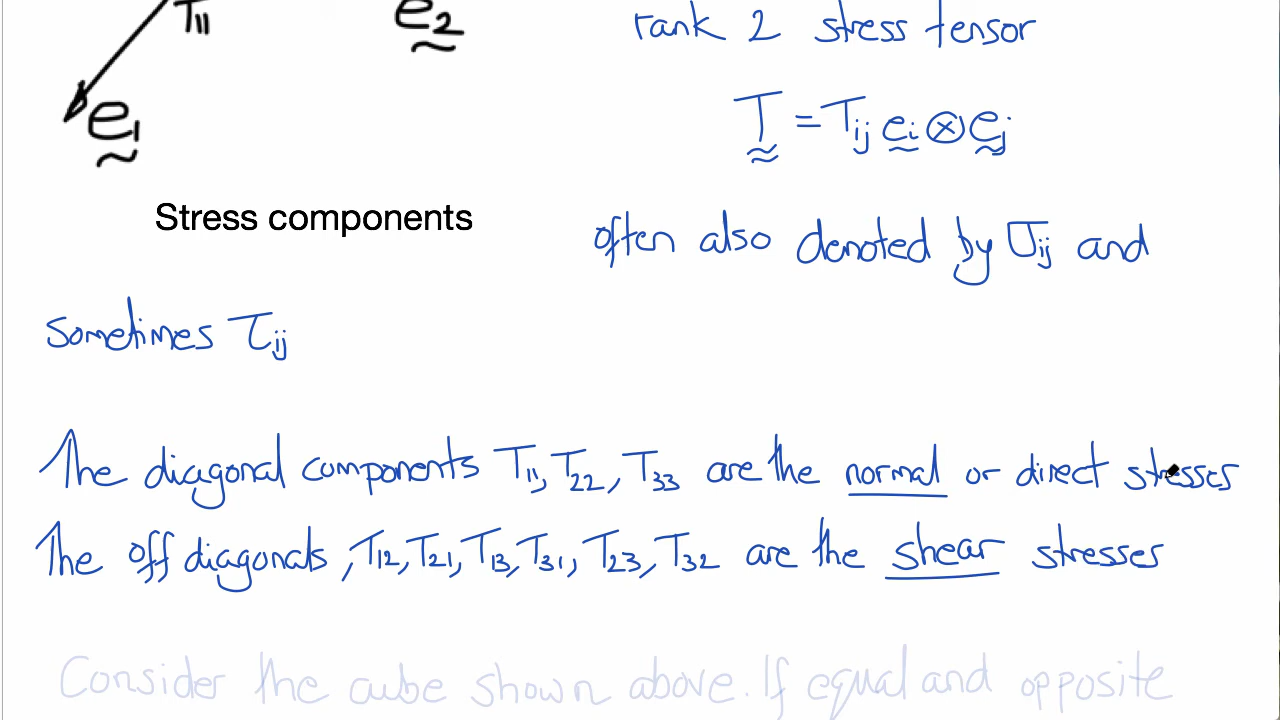 T11
e2
e1
Stress components
rank 2 stress tensor
T = Tij ei ⊗ ej
often also denoted by σij and
sometimes τij
The diagonal components T11, T22, T33 are the normal or direct stresses
The off diagonals, T12, T21, T13, T31, T23, T32 are the shear stresses
Consider the cube shown above. If equal and opposite